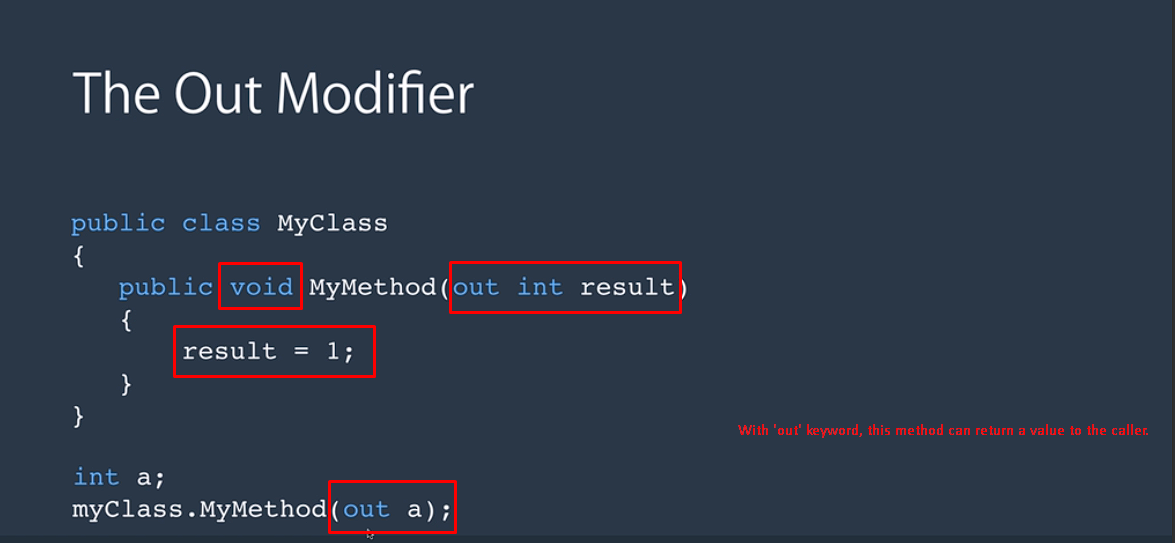 The Out Modifier
public class MyClass
{
public void MyMethod(out int result)
{
result = 1;
}
}
With 'out' keyword, this method can return a value to the caller.
int a;
myClass.MyMethod(out a);